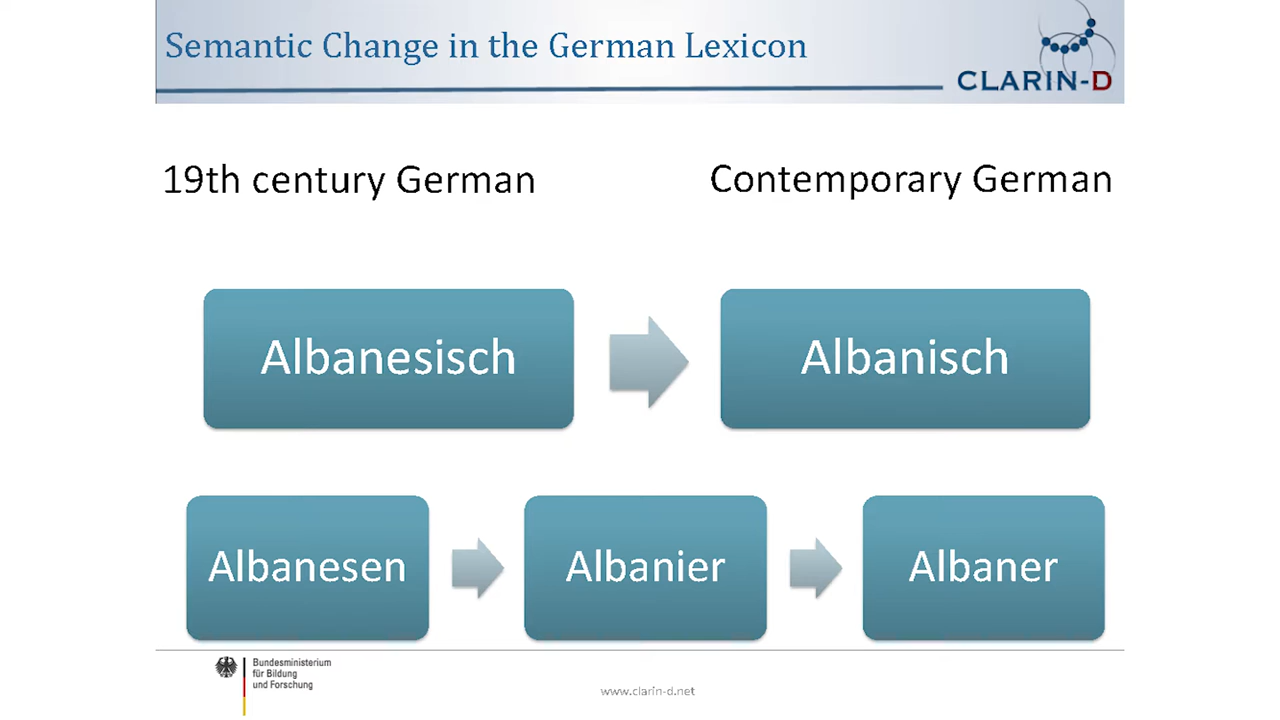 Semantic Change in the German Lexicon
CLARIN-D
19th century German
Contemporary German
Albanesisch
Albanisch
Albanesen
Albanier
Albaner
Bundesministerium
für Bildung
und Forschung
www.clarin-d.net